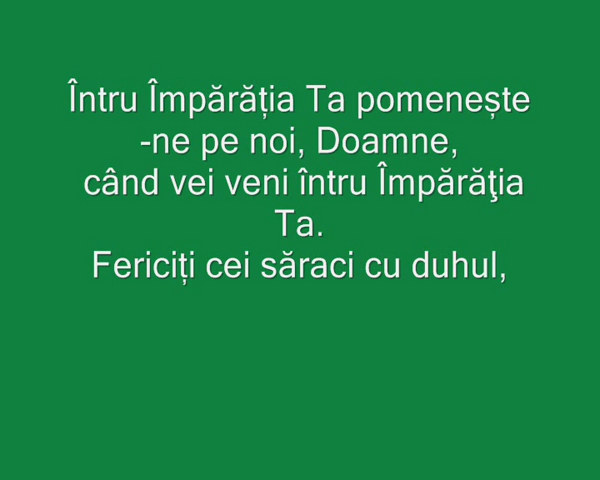 Întru Împărăția Ta pomenește
-ne pe noi, Doamne,
când vei veni întru Împărăţia
Ta.
Fericiți cei săraci cu duhul,